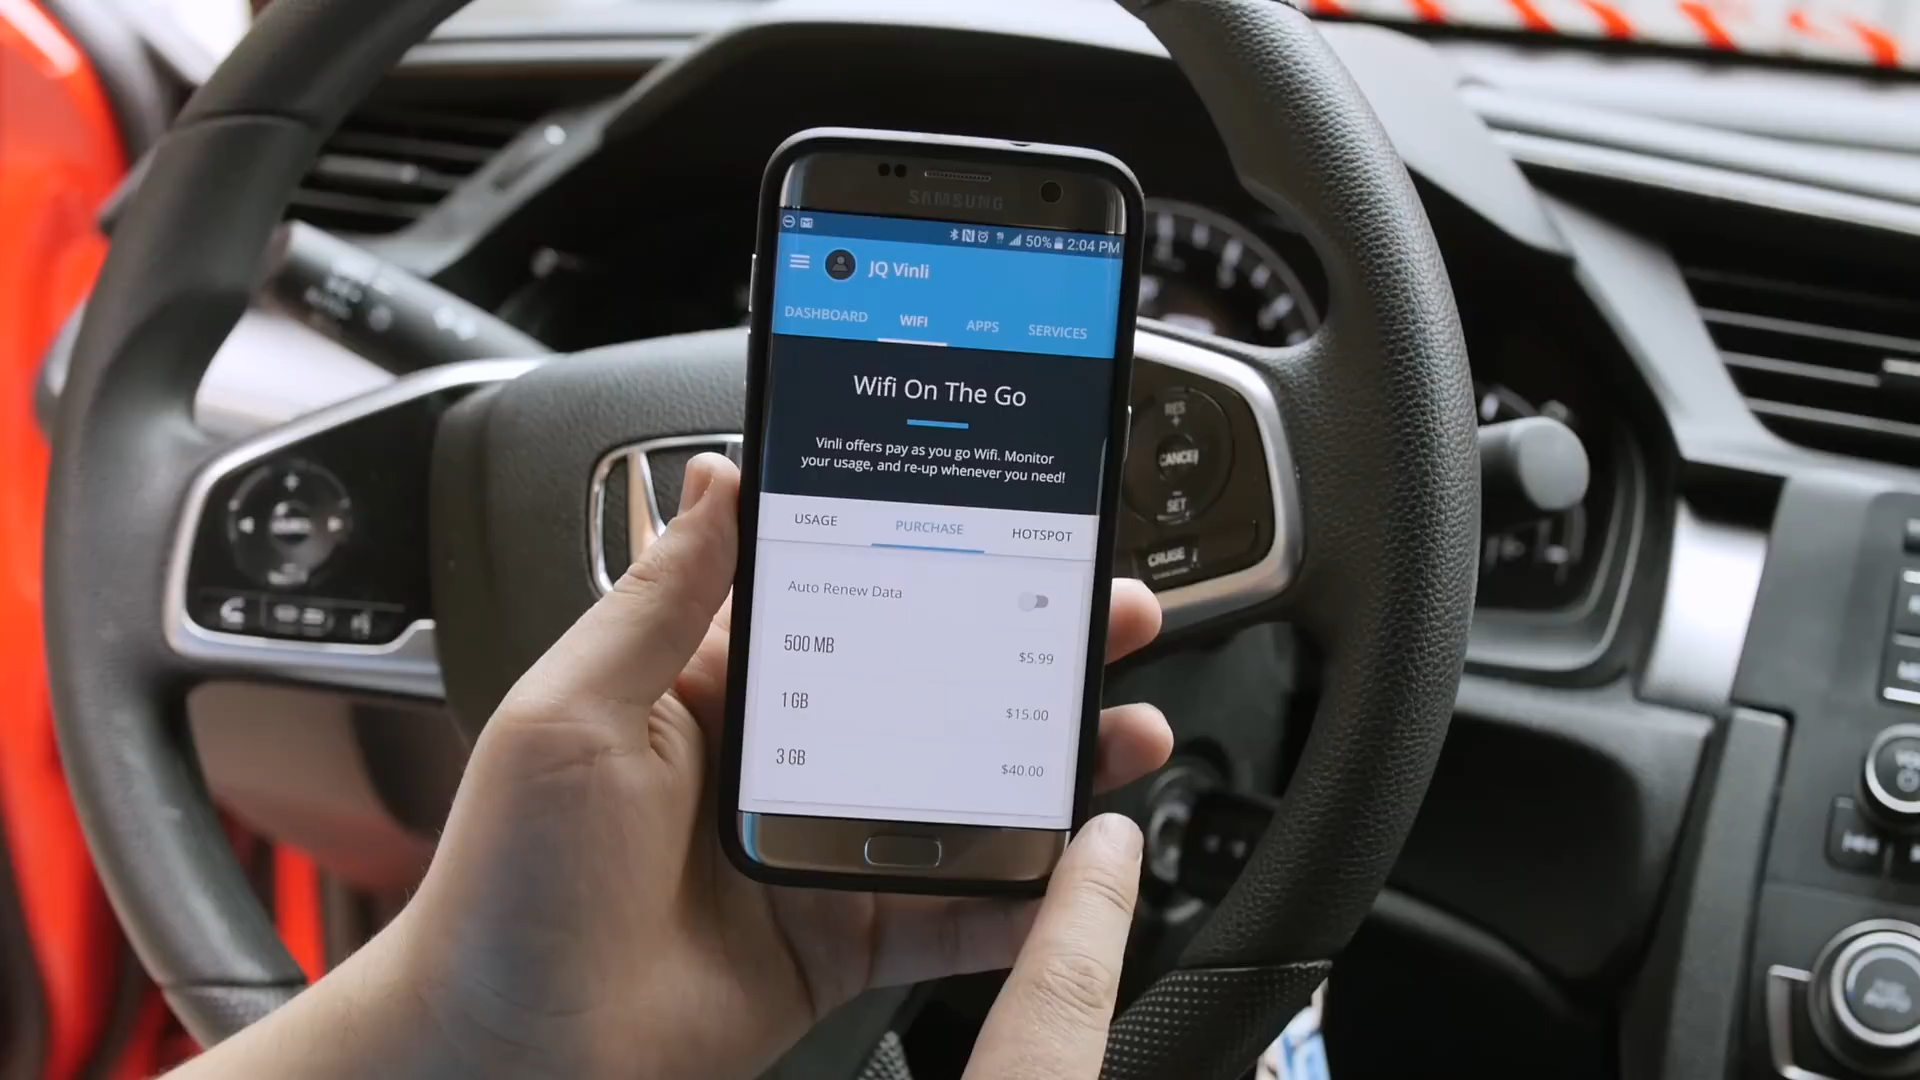 SAMSUNG
50% 2:04 PM
JQ Vinli
DASHBOARD WIFI APPS SERVICES
Wifi On The Go
Vinli offers pay as you go Wifi. Monitor
your usage, and re-up whenever you need!
USAGE PURCHASE HOTSPOT
Auto Renew Data
500 MB $5.99
1 GB $15.00
3 GB $40.00
RES
+
CANCEL
−
SET
CRUISE
AUTO